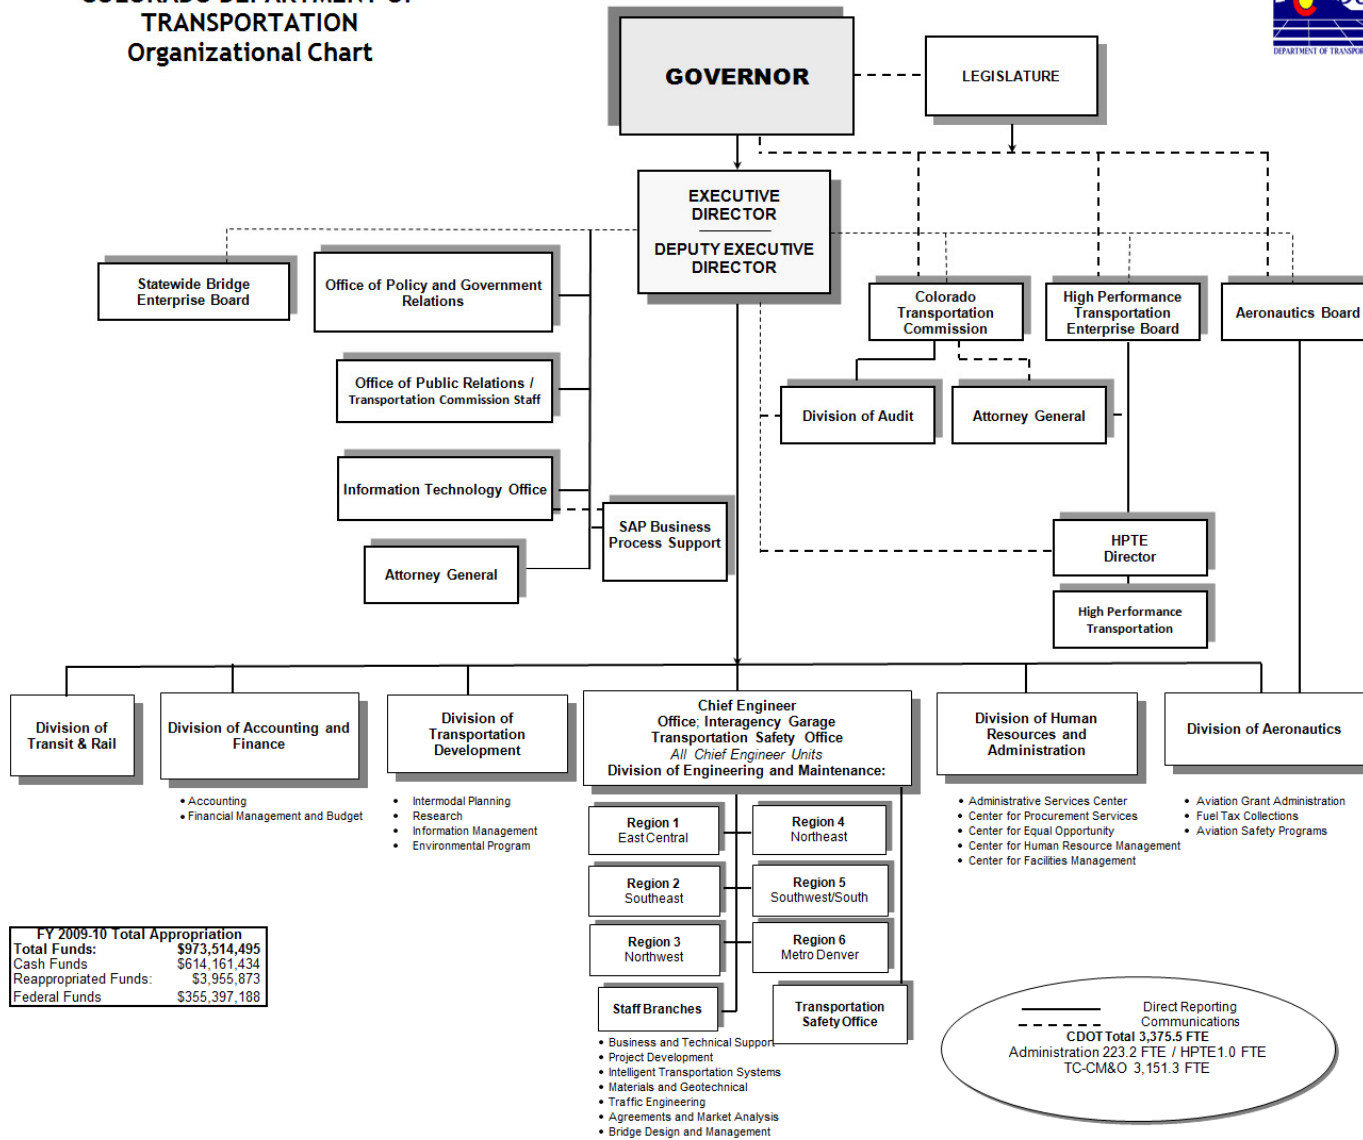 COLORADO DEPARTMENT OF
TRANSPORTATION
Organizational Chart
GOVERNOR
LEGISLATURE
DEPARTMENT OF TRANSPOR
EXECUTIVE
DIRECTOR
DEPUTY EXECUTIVE
DIRECTOR
Statewide Bridge
Enterprise Board
Office of Policy and Government
Relations
Colorado
Transportation
Commission
High Performance
Transportation
Enterprise Board
Aeronautics Board
Office of Public Relations /
Transportation Commission Staff
Division of Audit
Attorney General
Information Technology Office
SAP Business
Process Support
Attorney General
HPTE
Director
High Performance
Transportation
Division of
Transit & Rail
Division of Accounting and
Finance
• Accounting
• Financial Management and Budget
Division of
Transportation
Development
• Intermodal Planning
• Research
• Information Management
• Environmental Program
Chief Engineer
Office; Interagency Garage
Transportation Safety Office
All Chief Engineer Units
Division of Engineering and Maintenance:
Division of Human
Resources and
Administration
• Administrative Services Center
• Center for Procurement Services
• Center for Equal Opportunity
• Center for Human Resource Management
• Center for Facilities Management
Division of Aeronautics
• Aviation Grant Administration
• Fuel Tax Collections
• Aviation Safety Programs
Region 1
East Central
Region 4
Northeast
Region 2
Southeast
Region 5
Southwest/South
Region 3
Northwest
Region 6
Metro Denver
Staff Branches
Transportation
Safety Office
• Business and Technical Support
• Project Development
• Intelligent Transportation Systems
• Materials and Geotechnical
• Traffic Engineering
• Agreements and Market Analysis
• Bridge Design and Management
FY 2009-10 Total Appropriation
Total Funds: $973,514,495
Cash Funds $614,161,434
Reappropriated Funds: $3,955,873
Federal Funds $355,397,188
Direct Reporting
Communications
CDOT Total 3,375.5 FTE
Administration 223.2 FTE / HPTE1.0 FTE
TC-CM&O 3,151.3 FTE